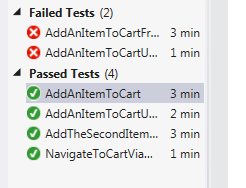 Failed Tests (2)
AddAnItemToCartFr... 3 min
AddAnItemToCartU... 1 min
Passed Tests (4)
AddAnItemToCart 3 min
AddAnItemToCartU... 2 min
AddTheSecondItem... 3 min
NavigateToCartVia... 1 min